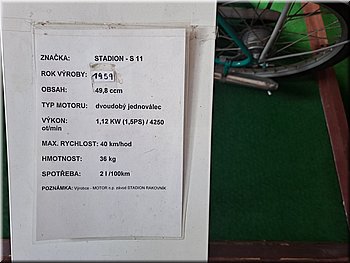 ZNAČKA: STADION - S 11
ROK VÝROBY: 1959
OBSAH: 49,8 ccm
TYP MOTORU: dvoudobý jednoválec
VÝKON: 1,12 KW (1,5PS) / 4250
ot/min
MAX. RYCHLOST: 40 km/hod
HMOTNOST: 36 kg
SPOTŘEBA: 2 l /100km
POZNÁMKA: Výrobce - MOTOR n.p. závod STADION RAKOVNÍK